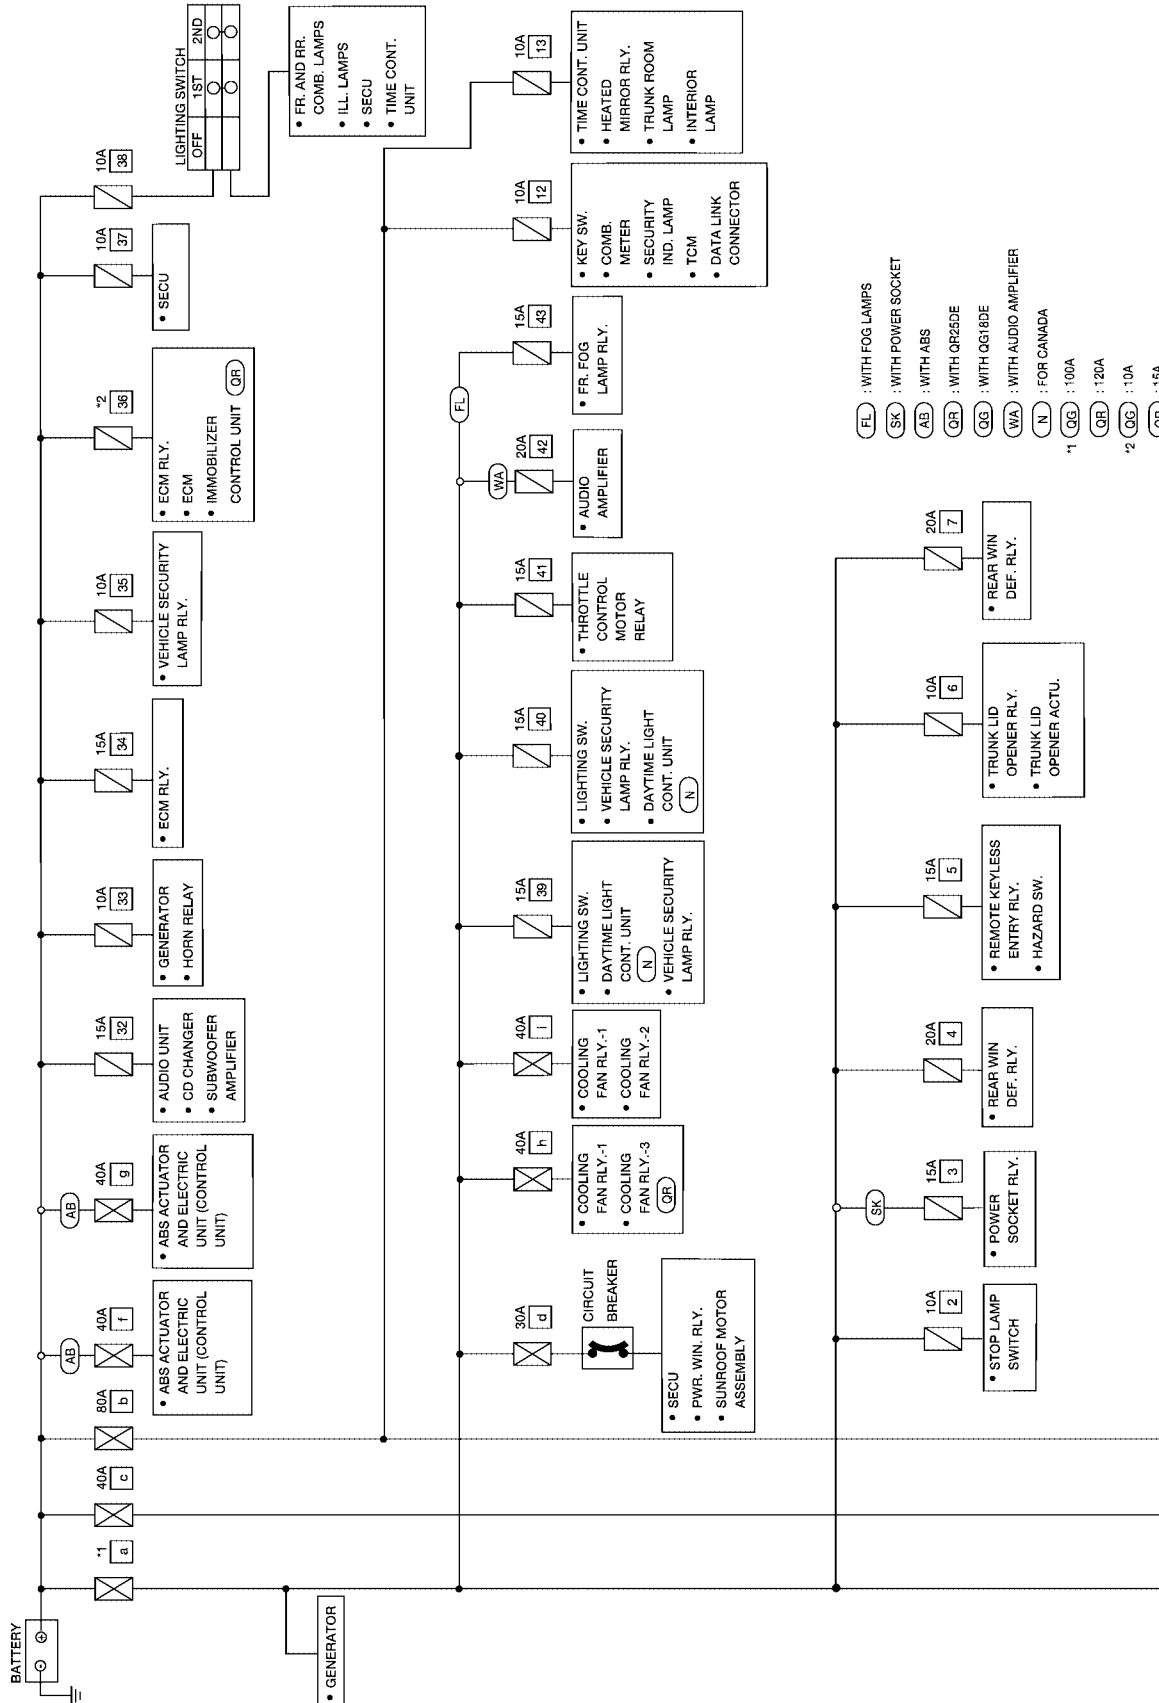 BATTERY
*1
a
40A
c
80A
b
40A
f
AB
• ABS ACTUATOR
AND ELECTRIC
UNIT (CONTROL
UNIT)
40A
g
AB
• ABS ACTUATOR
AND ELECTRIC
UNIT (CONTROL
UNIT)
15A
32
• AUDIO UNIT
• CD CHANGER
• SUBWOOFER
AMPLIFIER
10A
33
• GENERATOR
• HORN RELAY
15A
34
• ECM RLY.
10A
35
• VEHICLE SECURITY
LAMP RLY.
*2
36
• ECM RLY.
• ECM
• IMMOBILIZER
CONTROL UNIT QR
10A
37
• SECU
10A
38
LIGHTING SWITCH
OFF 1ST 2ND
• FR. AND RR.
COMB. LAMPS
• ILL. LAMPS
• SECU
• TIME CONT.
UNIT
• GENERATOR
10A
12
• KEY SW.
• COMB.
METER
• SECURITY
IND. LAMP
• TCM
• DATA LINK
CONNECTOR
10A
13
• TIME CONT. UNIT
• HEATED
MIRROR RLY.
• TRUNK ROOM
LAMP
• INTERIOR
LAMP
30A
d
CIRCUIT
BREAKER
• SECU
• PWR. WIN. RLY.
• SUNROOF MOTOR
ASSEMBLY
40A
h
• COOLING
FAN RLY.-1
• COOLING
FAN RLY.-3
QR
40A
i
• COOLING
FAN RLY.-1
• COOLING
FAN RLY.-2
15A
39
• LIGHTING SW.
• DAYTIME LIGHT
CONT. UNIT
N
• VEHICLE SECURITY
LAMP RLY.
15A
40
• LIGHTING SW.
• VEHICLE SECURITY
LAMP RLY.
• DAYTIME LIGHT
CONT. UNIT
N
15A
41
• THROTTLE
CONTROL
MOTOR
RELAY
WA
20A
42
• AUDIO
AMPLIFIER
FL
15A
43
• FR. FOG
LAMP RLY.
10A
2
• STOP LAMP
SWITCH
SK
15A
3
• POWER
SOCKET RLY.
20A
4
• REAR WIN
DEF. RLY.
15A
5
• REMOTE KEYLESS
ENTRY RLY.
• HAZARD SW.
10A
6
• TRUNK LID
OPENER RLY.
• TRUNK LID
OPENER ACTU.
20A
7
• REAR WIN
DEF. RLY.
FL : WITH FOG LAMPS
SK : WITH POWER SOCKET
AB : WITH ABS
QR : WITH QR25DE
QG : WITH QG18DE
WA : WITH AUDIO AMPLIFIER
N : FOR CANADA
*1 QG : 100A
QR : 120A
*2 QG : 10A
QR : 15A